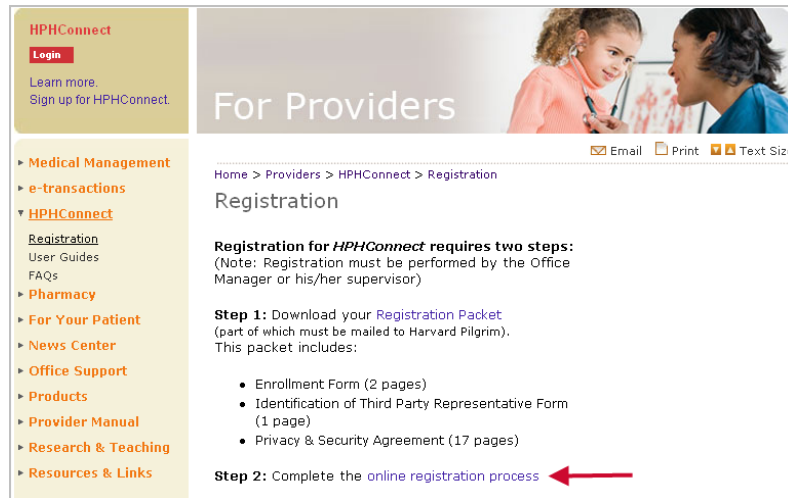 HPHConnect
Login
Learn more.
Sign up for HPHConnect.
For Providers
Email Print Text Size
Medical Management
e-transactions
HPHConnect
Registration
User Guides
FAQs
Pharmacy
For Your Patient
News Center
Office Support
Products
Provider Manual
Research & Teaching
Resources & Links
Home > Providers > HPHConnect > Registration
Registration
Registration for HPHConnect requires two steps:
(Note: Registration must be performed by the Office
Manager or his/her supervisor)
Step 1: Download your Registration Packet
(part of which must be mailed to Harvard Pilgrim).
This packet includes:
• Enrollment Form (2 pages)
• Identification of Third Party Representative Form
(1 page)
• Privacy & Security Agreement (17 pages)
Step 2: Complete the online registration process